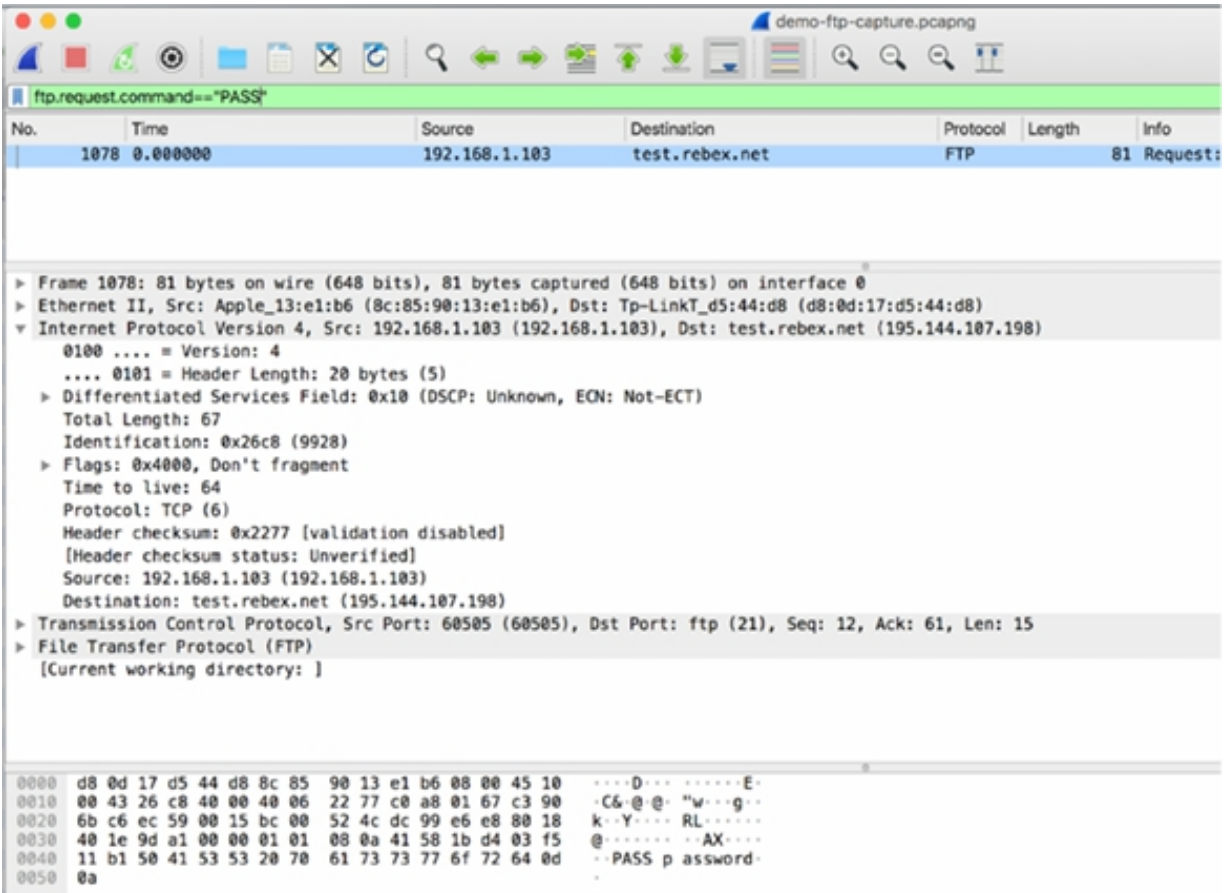 demo-ftp-capture.pcapng
ftp.request.command=="PASS"
No. Time Source Destination Protocol Length Info
1078 0.000000 192.168.1.103 test.rebex.net FTP 81 Request:
Frame 1078: 81 bytes on wire (648 bits), 81 bytes captured (648 bits) on interface 0
Ethernet II, Src: Apple_13:e1:b6 (8c:85:90:13:e1:b6), Dst: Tp-LinkT_d5:44:d8 (d8:0d:17:d5:44:d8)
Internet Protocol Version 4, Src: 192.168.1.103 (192.168.1.103), Dst: test.rebex.net (195.144.107.198)
0100 .... = Version: 4
.... 0101 = Header Length: 20 bytes (5)
Differentiated Services Field: 0x10 (DSCP: Unknown, ECN: Not-ECT)
Total Length: 67
Identification: 0x26c8 (9928)
Flags: 0x4000, Don't fragment
Time to live: 64
Protocol: TCP (6)
Header checksum: 0x2277 [validation disabled]
[Header checksum status: Unverified]
Source: 192.168.1.103 (192.168.1.103)
Destination: test.rebex.net (195.144.107.198)
Transmission Control Protocol, Src Port: 60505 (60505), Dst Port: ftp (21), Seq: 12, Ack: 61, Len: 15
File Transfer Protocol (FTP)
[Current working directory: ]
0000 d8 0d 17 d5 44 d8 8c 85 90 13 e1 b6 08 00 45 10 ····D··· ······E·
0010 00 43 26 c8 40 00 40 06 22 77 c0 a8 01 67 c3 90 ·C&·@·@· "w···g··
0020 6b c6 ec 59 00 15 bc 00 52 4c dc 99 e6 e8 80 18 k··Y···· RL······
0030 40 1e 9d a1 00 00 01 01 08 0a 41 58 1b d4 03 f5 @······· ··AX····
0040 11 b1 50 41 53 53 20 70 61 73 73 77 6f 72 64 0d ··PASS p assword·
0050 0a ·